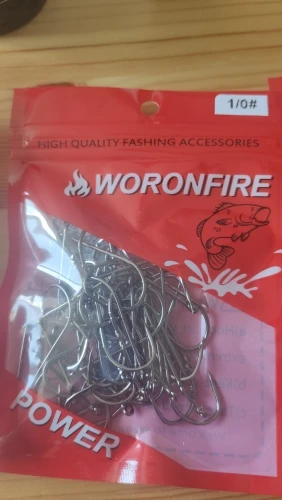 1/0#
HIGH QUALITY FASHING ACCESSORIES
WORONFIRE
POWER